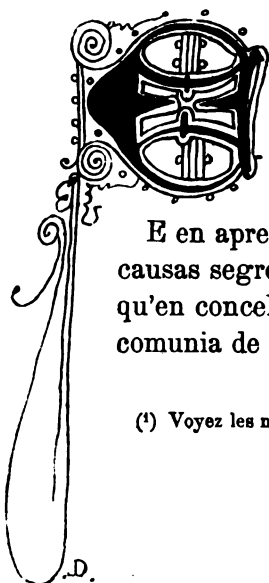 E en apre
causas segre
qu'en concel
comunia de
(¹) Voyez les n
D.